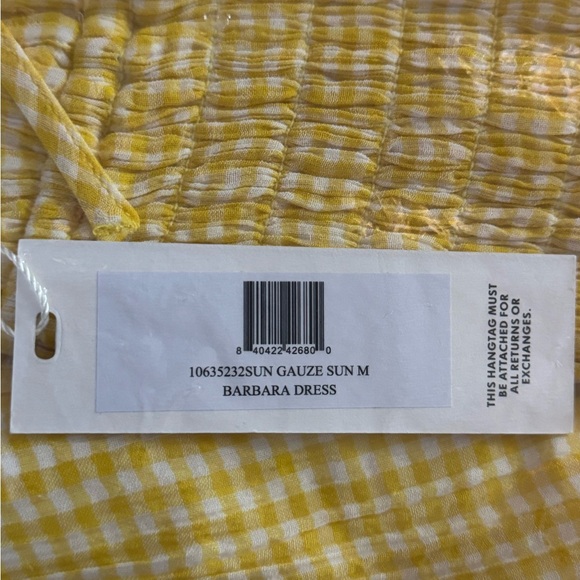 8 40422 42680 0
10635232SUN GAUZE SUN M
BARBARA DRESS
THIS HANGTAG MUST
BE ATTACHED FOR
ALL RETURNS OR
EXCHANGES.